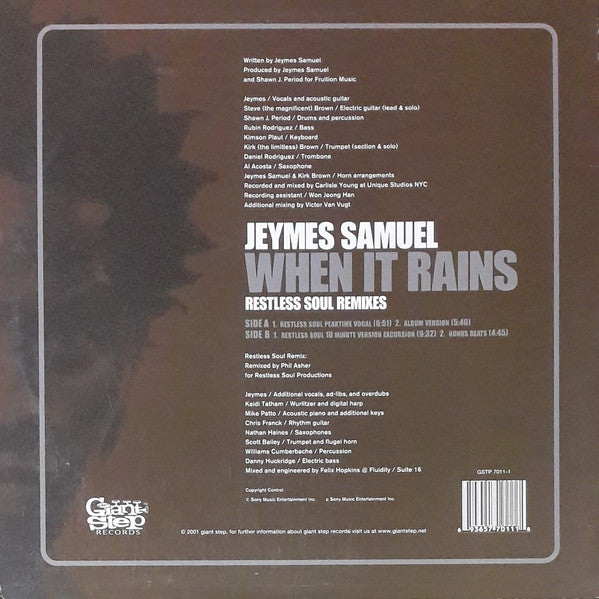 Written by Jeymes Samuel
Produced by Jeymes Samuel
and Shawn J. Period for Fruition Music
Jeymes / Vocals and acoustic guitar
Steve (the magnificent) Brown / Electric guitar (lead & solo)
Shawn J. Period / Drums and percussion
Rubin Rodriguez / Bass
Kimson Plaut / Keyboard
Kirk (the limitless) Brown / Trumpet (section & solo)
Daniel Rodriguez / Trombone
Al Acosta / Saxophone
Jeymes Samuel & Kirk Brown / Horn arrangements
Recorded and mixed by Carlisle Young at Unique Studios NYC
Recording assistant / Won Jeong Han
Additional mixing by Victor Van Vugt
JEYMES SAMUEL
WHEN IT RAINS
RESTLESS SOUL REMIXES
SIDE A 1. RESTLESS SOUL PEAKTIME VOCAL (8:51) 2. ALBUM VERSION (5:40)
SIDE B 1. RESTLESS SOUL 10 MINUTE VERSION EXCURSION (9:32) 2. BONUS BEATS (4:45)
Restless Soul Remix:
Remixed by Phil Asher
for Restless Soul Productions
Jeymes / Additional vocals, ad-libs, and overdubs
Kaidi Tatham / Wurlitzer and digital harp
Mike Patto / Acoustic piano and additional keys
Chris Franck / Rhythm guitar
Nathan Haines / Saxophones
Scott Bailey / Trumpet and flugel horn
Williams Cumberbache / Percussion
Danny Huckridge / Electric bass
Mixed and engineered by Felix Hopkins @ Fluidify / Suite 16
GSTP 7011-1
Copyright Control
© Sony Music Entertainment Inc. p Sony Music Entertainment Inc.
Giant
Step
RECORDS
© 2001 giant step. for further information about giant step records visit us at www.giantstep.net
6 93657 70111 8